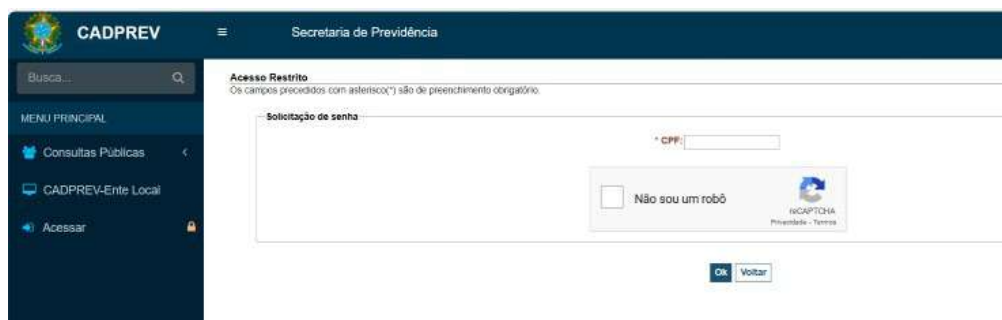 CADPREV
≡ Secretaria de Previdência
Busca...
Acesso Restrito
Os campos precedidos com asterisco(*) são de preenchimento obrigatório.
MENU PRINCIPAL
Solicitação de senha
* CPF:
Consultas Públicas
CADPREV-Ente Local
Acessar
Não sou um robô
reCAPTCHA
Privacidade - Termos
Ok Voltar